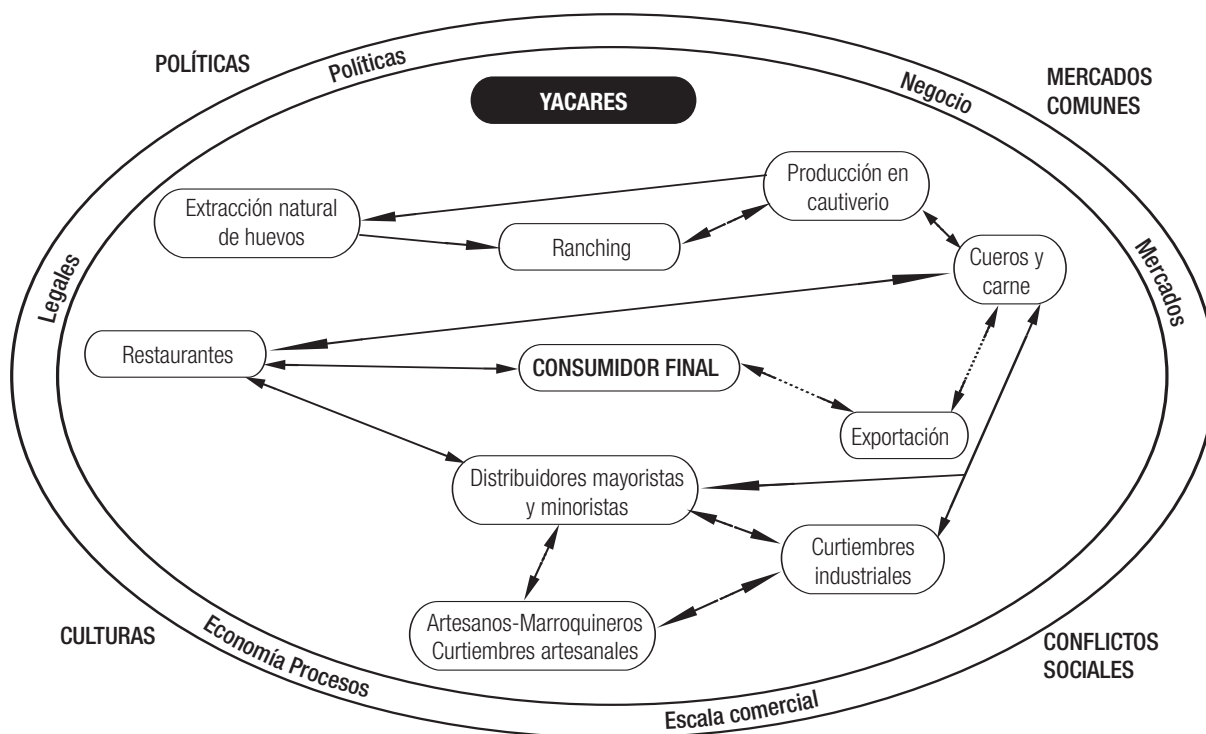 POLÍTICAS
Políticas
YACARES
Negocio
MERCADOS
COMUNES
Extracción natural
de huevos
Ranching
Producción en
cautiverio
Cueros y
carne
Legales
Mercados
Restaurantes
CONSUMIDOR FINAL
Exportación
Distribuidores mayoristas
y minoristas
Curtiembres
industriales
Artesanos-Marroquineros
Curtiembres artesanales
CULTURAS
Economía Procesos
Escala comercial
CONFLICTOS
SOCIALES